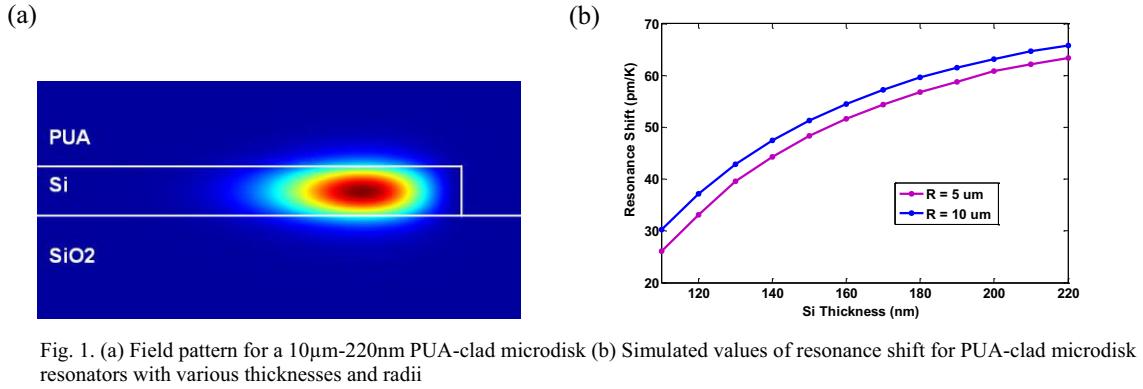 (a)
PUA
Si
SiO2
(b)
70
60
50
40
30
20
Resonance Shift (pm/K)
R = 5 um
R = 10 um
120 140 160 180 200 220
Si Thickness (nm)
Fig. 1. (a) Field pattern for a 10μm-220nm PUA-clad microdisk (b) Simulated values of resonance shift for PUA-clad microdisk
resonators with various thicknesses and radii